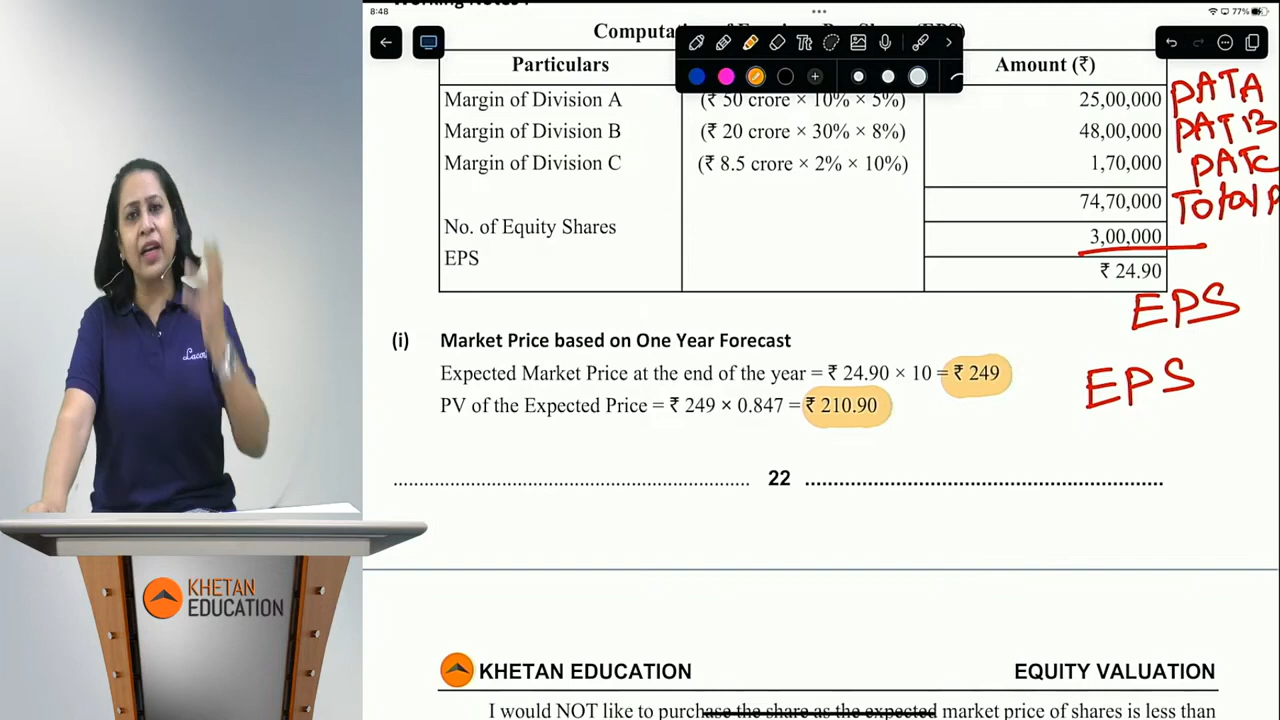 8:48
77%
Particulars
Amount (₹)
Margin of Division A (₹ 50 crore × 10% × 5%) 25,00,000 PATA
Margin of Division B (₹ 20 crore × 30% × 8%) 48,00,000 PAT B
Margin of Division C (₹ 8.5 crore × 2% × 10%) 1,70,000 PATC
74,70,000 Total
No. of Equity Shares 3,00,000
EPS ₹ 24.90
EPS
(i) Market Price based on One Year Forecast
Expected Market Price at the end of the year = ₹ 24.90 × 10 = ₹ 249
EPS
PV of the Expected Price = ₹ 249 × 0.847 = ₹ 210.90
22
KHETAN EDUCATION
KHETAN EDUCATION EQUITY VALUATION
I would NOT like to purchase the share as the expected market price of shares is less than